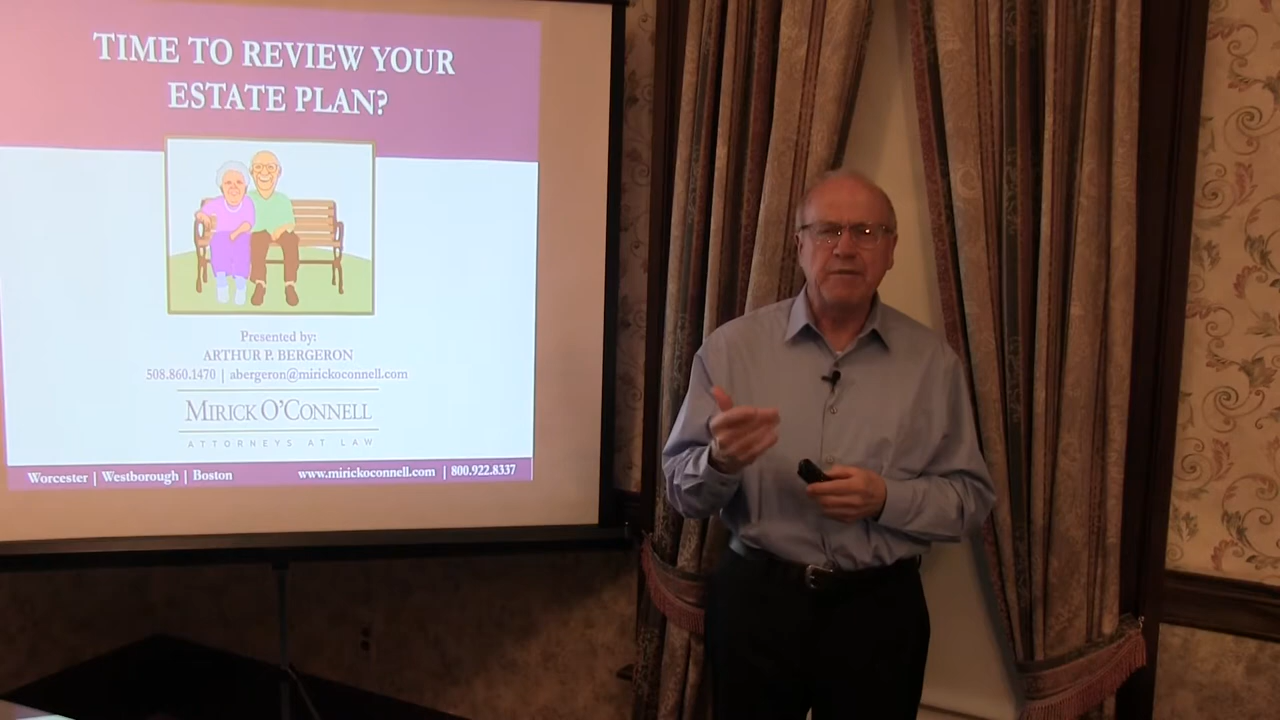 TIME TO REVIEW YOUR
ESTATE PLAN?
Presented by:
ARTHUR P. BERGERON
508.860.1470 | abergeron@mirickoconnell.com
MIRICK O'CONNELL
ATTORNEYS AT LAW
Worcester | Westborough | Boston
www.mirickoconnell.com | 800.922.8337